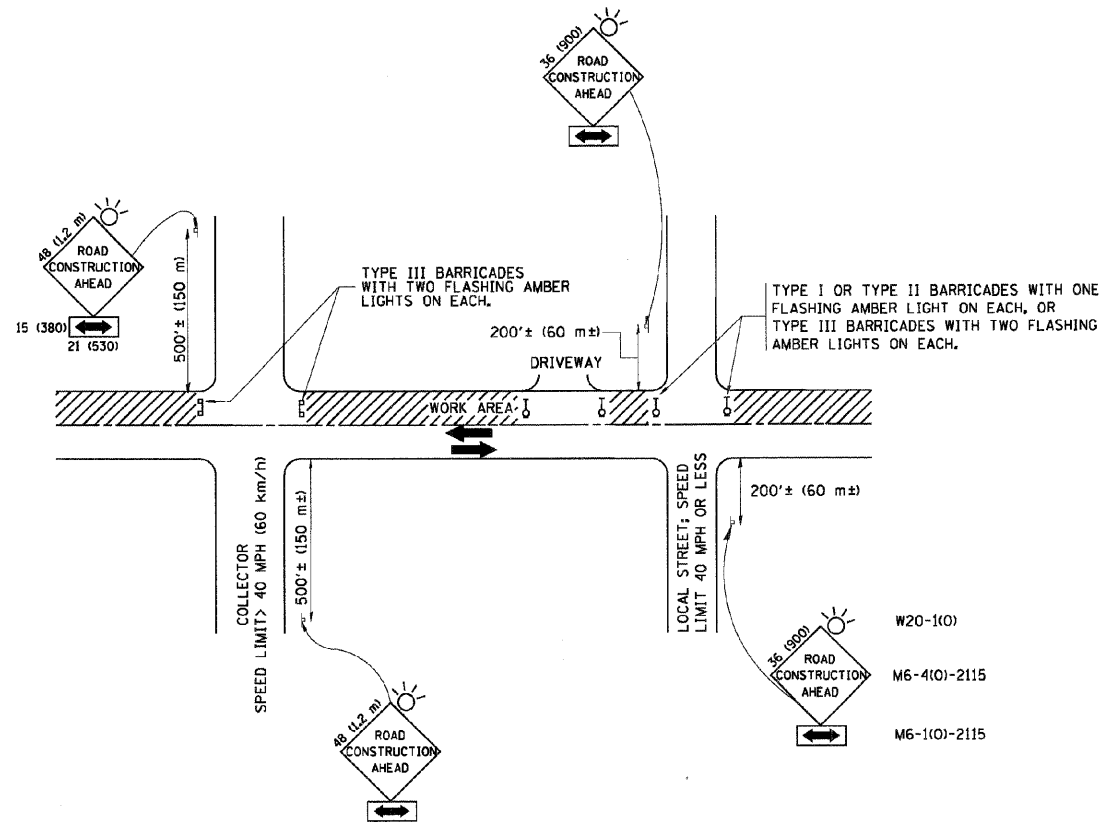 36 (900)
ROAD
CONSTRUCTION
AHEAD
48 (1.2 m)
ROAD
CONSTRUCTION
AHEAD
15 (380)
21 (530)
500'± (150 m)
TYPE III BARRICADES
WITH TWO FLASHING AMBER
LIGHTS ON EACH.
200'± (60 m±)
DRIVEWAY
TYPE I OR TYPE II BARRICADES WITH ONE
FLASHING AMBER LIGHT ON EACH, OR
TYPE III BARRICADES WITH TWO FLASHING
AMBER LIGHTS ON EACH.
WORK AREA
COLLECTOR
SPEED LIMIT> 40 MPH (60 km/h)
500'± (150 m±)
LOCAL STREET; SPEED
LIMIT 40 MPH OR LESS
200'± (60 m±)
36 (900)
ROAD
CONSTRUCTION
AHEAD
W20-1(O)
M6-4(O)-2115
M6-1(O)-2115
48 (1.2 m)
ROAD
CONSTRUCTION
AHEAD